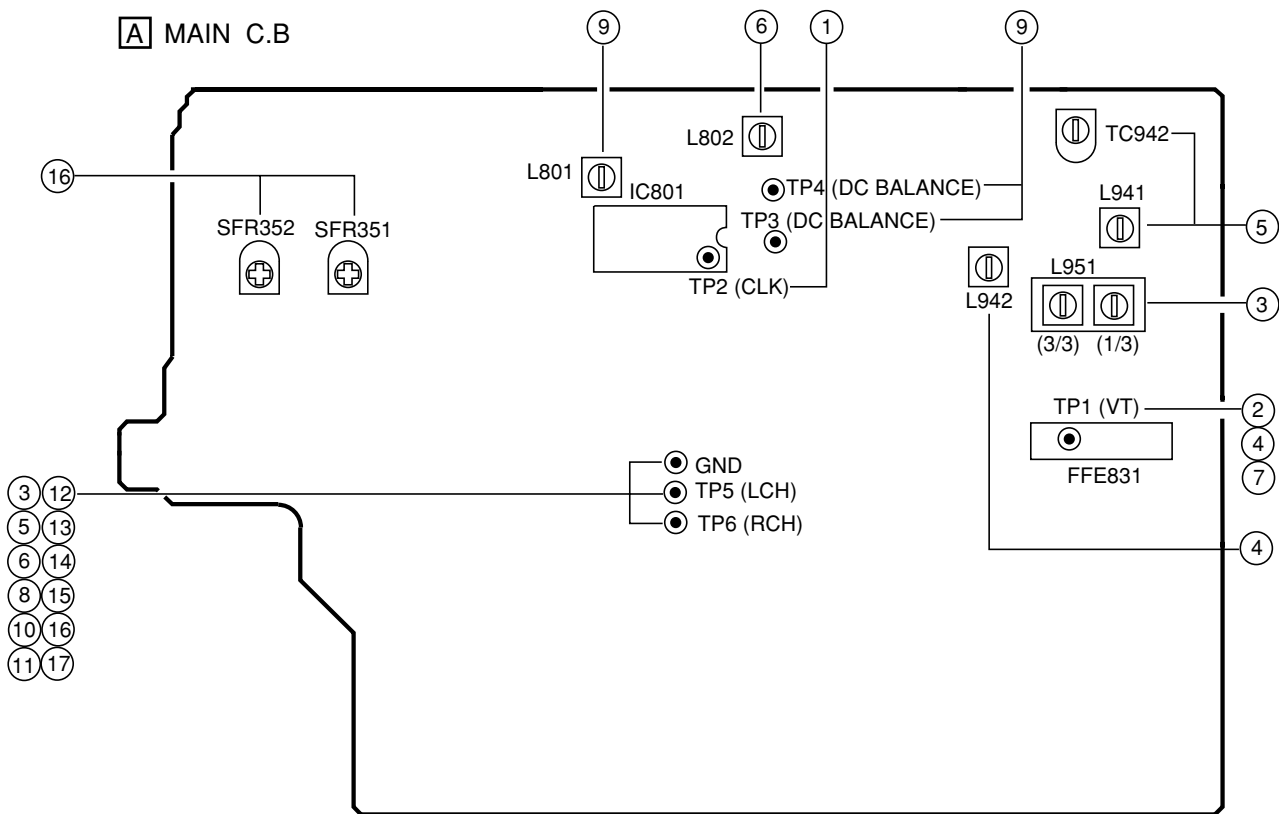 A MAIN C.B
9
6
1
9
TC942
L802
L801
IC801
TP4 (DC BALANCE)
16
L941
TP3 (DC BALANCE)
5
SFR352
SFR351
L951
TP2 (CLK)
L942
3
(3/3) (1/3)
TP1 (VT)
2
4
7
FFE831
GND
TP5 (LCH)
TP6 (RCH)
3 12
5 13
6 14
8 15
10 16
11 17
4